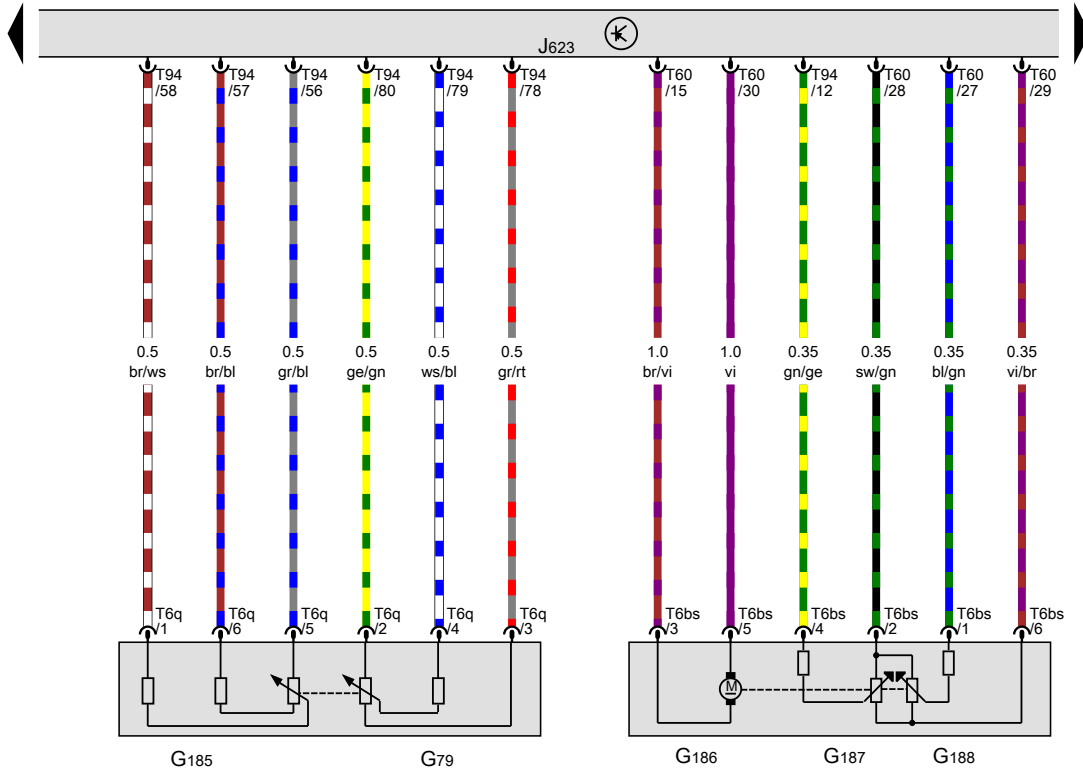 J623
T94 T94 T94 T94 T94 T94 T60 T60 T94 T60 T60 T60
/58 /57 /56 /80 /79 /78 /15 /30 /12 /28 /27 /29
0.5 0.5 0.5 0.5 0.5 0.5 1.0 1.0 0.35 0.35 0.35 0.35
br/ws br/bl gr/bl ge/gn ws/bl gr/rt br/vi vi gn/ge sw/gn bl/gn vi/br
T6q T6q T6q T6q T6q T6q T6bs T6bs T6bs T6bs T6bs T6bs
/1 /6 /5 /2 /4 /3 /3 /5 /4 /2 /1 /6
M
G185 G79 G186 G187 G188